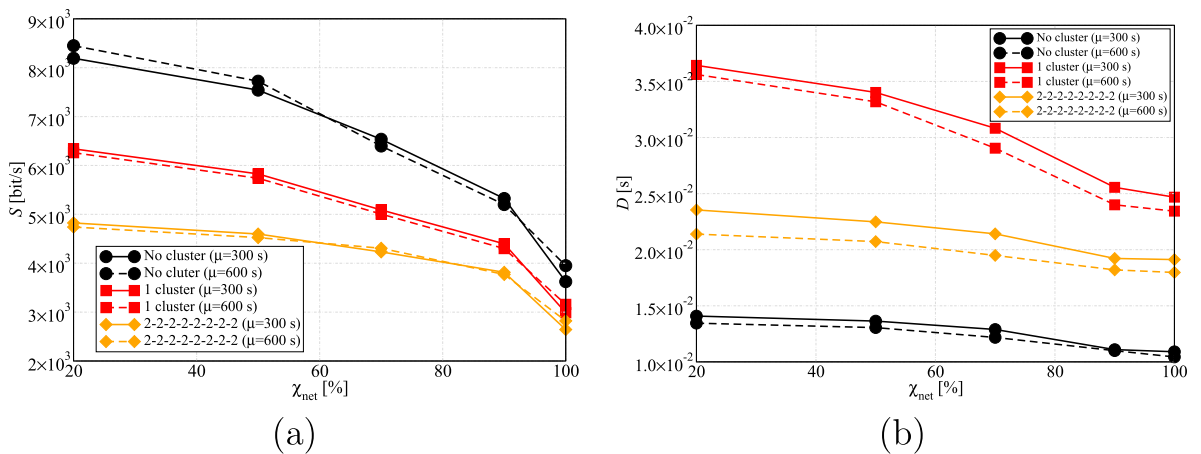 9×10³
8×10³
7×10³
6×10³
5×10³
4×10³
3×10³
2×10³
S [bit/s]
No cluster (μ=300 s)
No cluter (μ=600 s)
1 cluster (μ=300 s)
1 cluster (μ=600 s)
2-2-2-2-2-2-2-2-2 (μ=300 s)
2-2-2-2-2-2-2-2-2 (μ=600 s)
20 40 60 80 100
χnet [%]
(a)
4.0×10⁻²
3.5×10⁻²
3.0×10⁻²
2.5×10⁻²
2.0×10⁻²
1.5×10⁻²
1.0×10⁻²
D [s]
No cluster (μ=300 s)
No cluster (μ=600 s)
1 cluster (μ=300 s)
1 cluster (μ=600 s)
2-2-2-2-2-2-2-2-2 (μ=300 s)
2-2-2-2-2-2-2-2-2 (μ=600 s)
20 40 60 80 100
χnet [%]
(b)